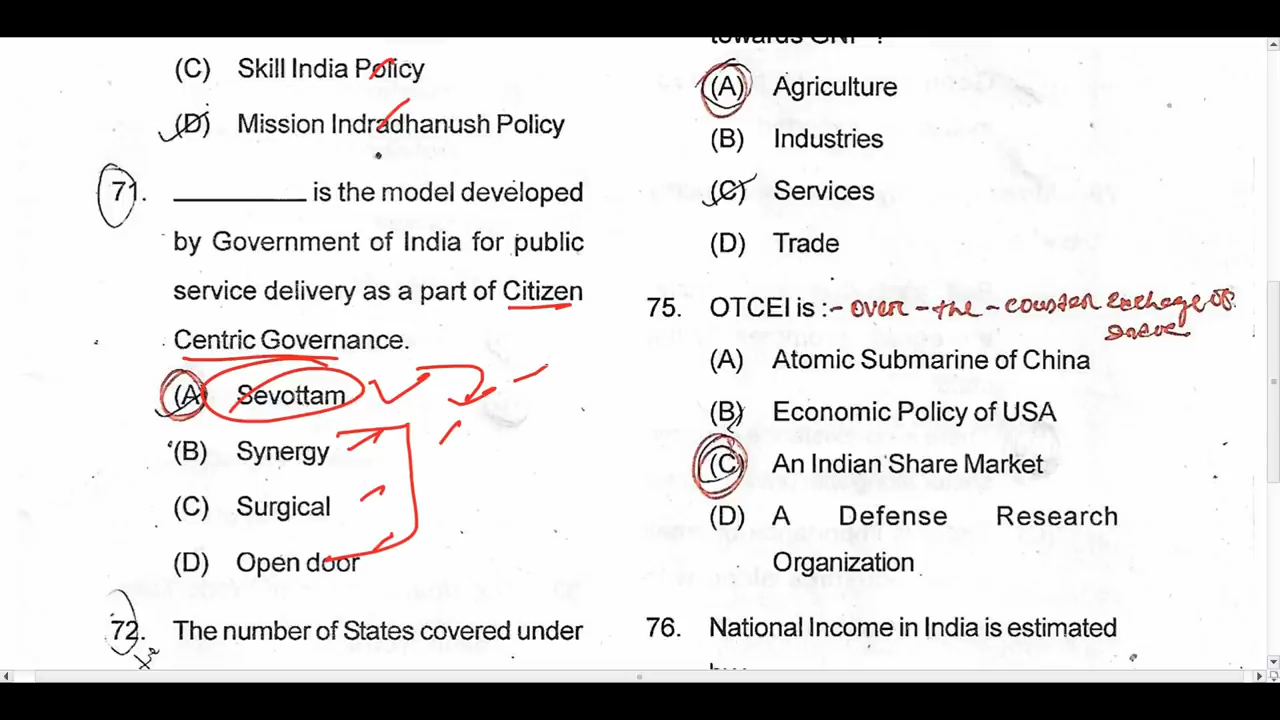 (C) Skill India Policy
(D) Mission Indradhanush Policy
71. __________ is the model developed
by Government of India for public
service delivery as a part of Citizen
Centric Governance.
(A) Sevottam
(B) Synergy
(C) Surgical
(D) Open door
72. The number of States covered under
towards GNP ?
(A) Agriculture
(B) Industries
(C) Services
(D) Trade
75. OTCEI is :- over - the - counter exchage of
(A) Atomic Submarine of China
(B) Economic Policy of USA
(C) An Indian Share Market
(D) A Defense Research
Organization
76. National Income in India is estimated